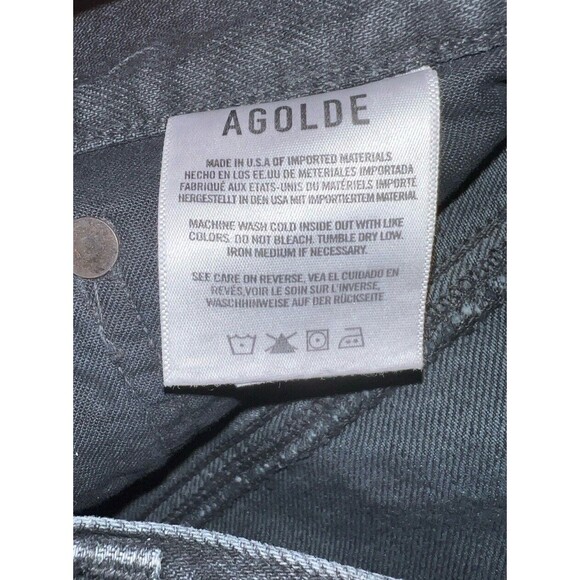 AGOLDE
MADE IN U.S.A OF IMPORTED MATERIALS
HECHO EN LOS EE.UU DE MATERIALES IMPORTADA
FABRIQUÉ AUX ETATS-UNIS DU MATÉRIELS IMPORTÉ
HERGESTELLT IN DEN USA MIT IMPORTIERTEM MATERIAL
MACHINE WASH COLD INSIDE OUT WITH LIKE
COLORS. DO NOT BLEACH. TUMBLE DRY LOW.
IRON MEDIUM IF NECESSARY.
SEE CARE ON REVERSE, VEA EL CUIDADO EN
REVÉS,VOIR LE SOIN SUR L'INVERSE,
WASCHHINWEISE AUF DER RÜCKSEITE